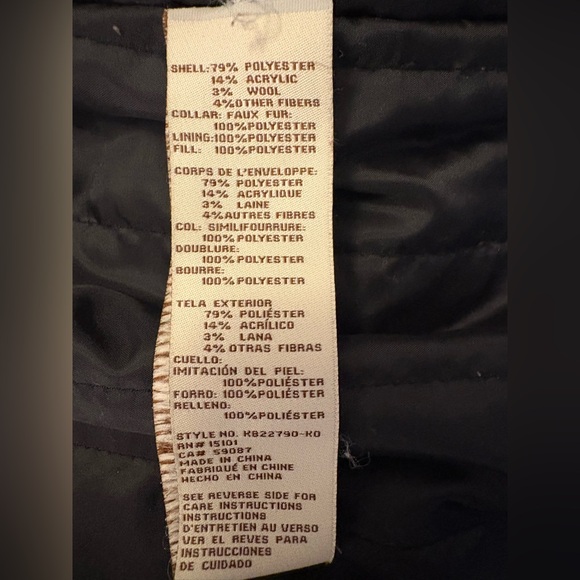 SHELL:79% POLYESTER
14% ACRYLIC
3% WOOL
4%OTHER FIBERS
COLLAR: FAUX FUR:
100%POLYESTER
LINING:100%POLYESTER
FILL: 100%POLYESTER
CORPS DE L'ENVELOPPE:
79% POLYESTER
14% ACRYLIQUE
3% LAINE
4%AUTRES FIBRES
COL: SIMILIFOURRURE:
100%POLYESTER
DOUBLURE:
100%POLYESTER
BOURRE:
100%POLYESTER
TELA EXTERIOR
79% POLIÉSTER
14% ACRÍLICO
3% LANA
4% OTRAS FIBRAS
CUELLO:
IMITACIÓN DEL PIEL:
100%POLIÉSTER
FORRO: 100%POLIÉSTER
RELLENO:
100%POLIÉSTER
STYLE NO. KB22790-KO
RN# 15101
CA# 59087
MADE IN CHINA
FABRIQUÉ EN CHINE
HECHO EN CHINA
SEE REVERSE SIDE FOR
CARE INSTRUCTIONS
INSTRUCTIONS
D'ENTRETIEN AU VERSO
VER EL REVES PARA
INSTRUCCIONES
DE CUIDADO